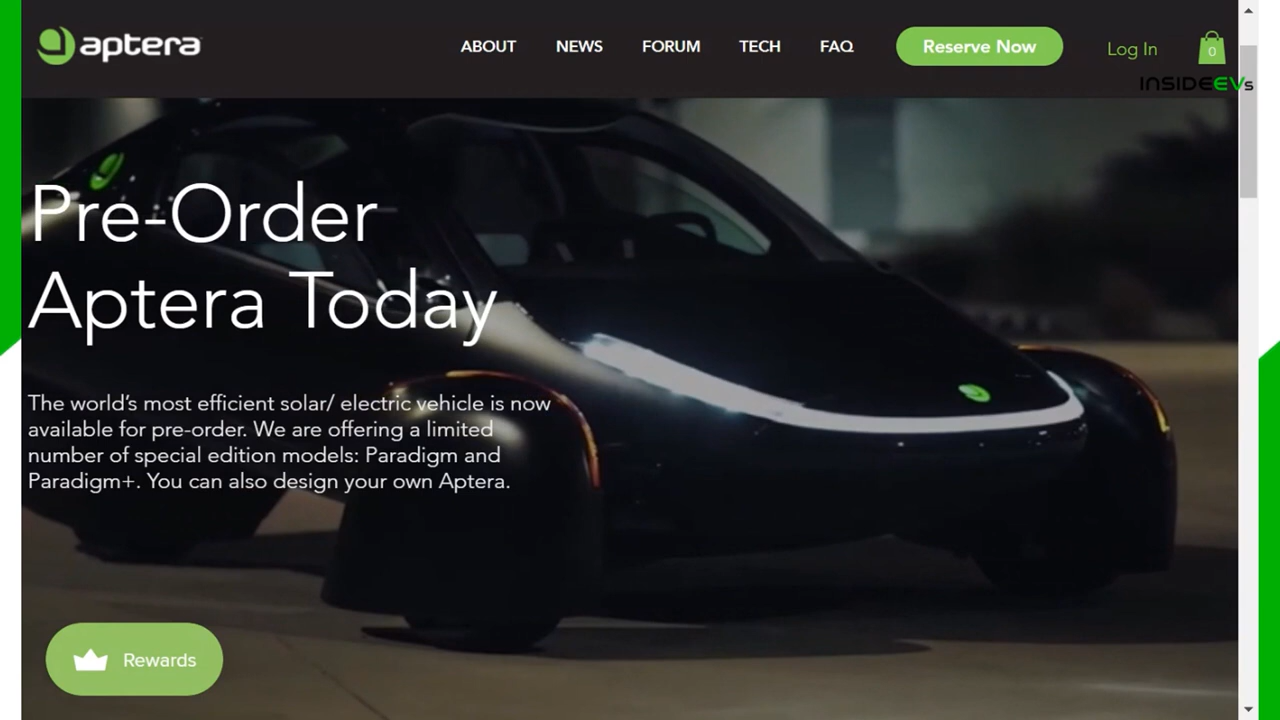 aptera
ABOUT NEWS FORUM TECH FAQ Reserve Now Log In 0
INSIDEEVs
Pre-Order
Aptera Today
The world's most efficient solar/ electric vehicle is now
available for pre-order. We are offering a limited
number of special edition models: Paradigm and
Paradigm+. You can also design your own Aptera.
Rewards